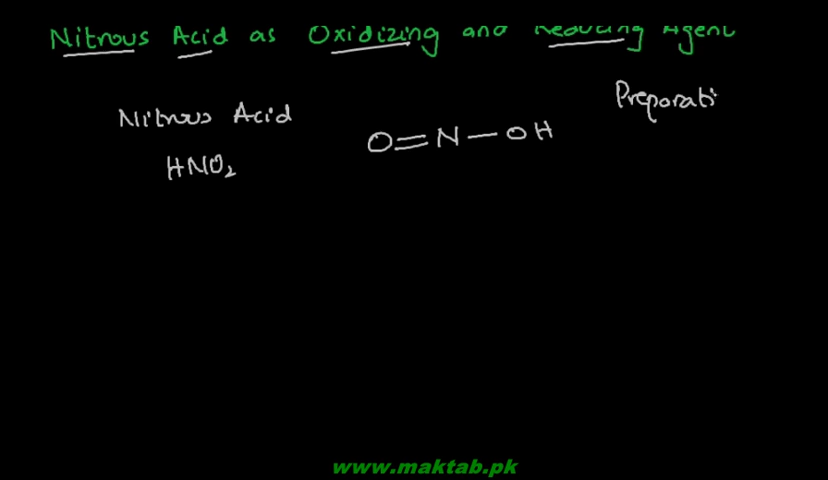 Nitrous Acid as Oxidizing and Reducing Agent
Nitrous Acid
HNO₂
O=N—OH
Preparati
www.maktab.pk